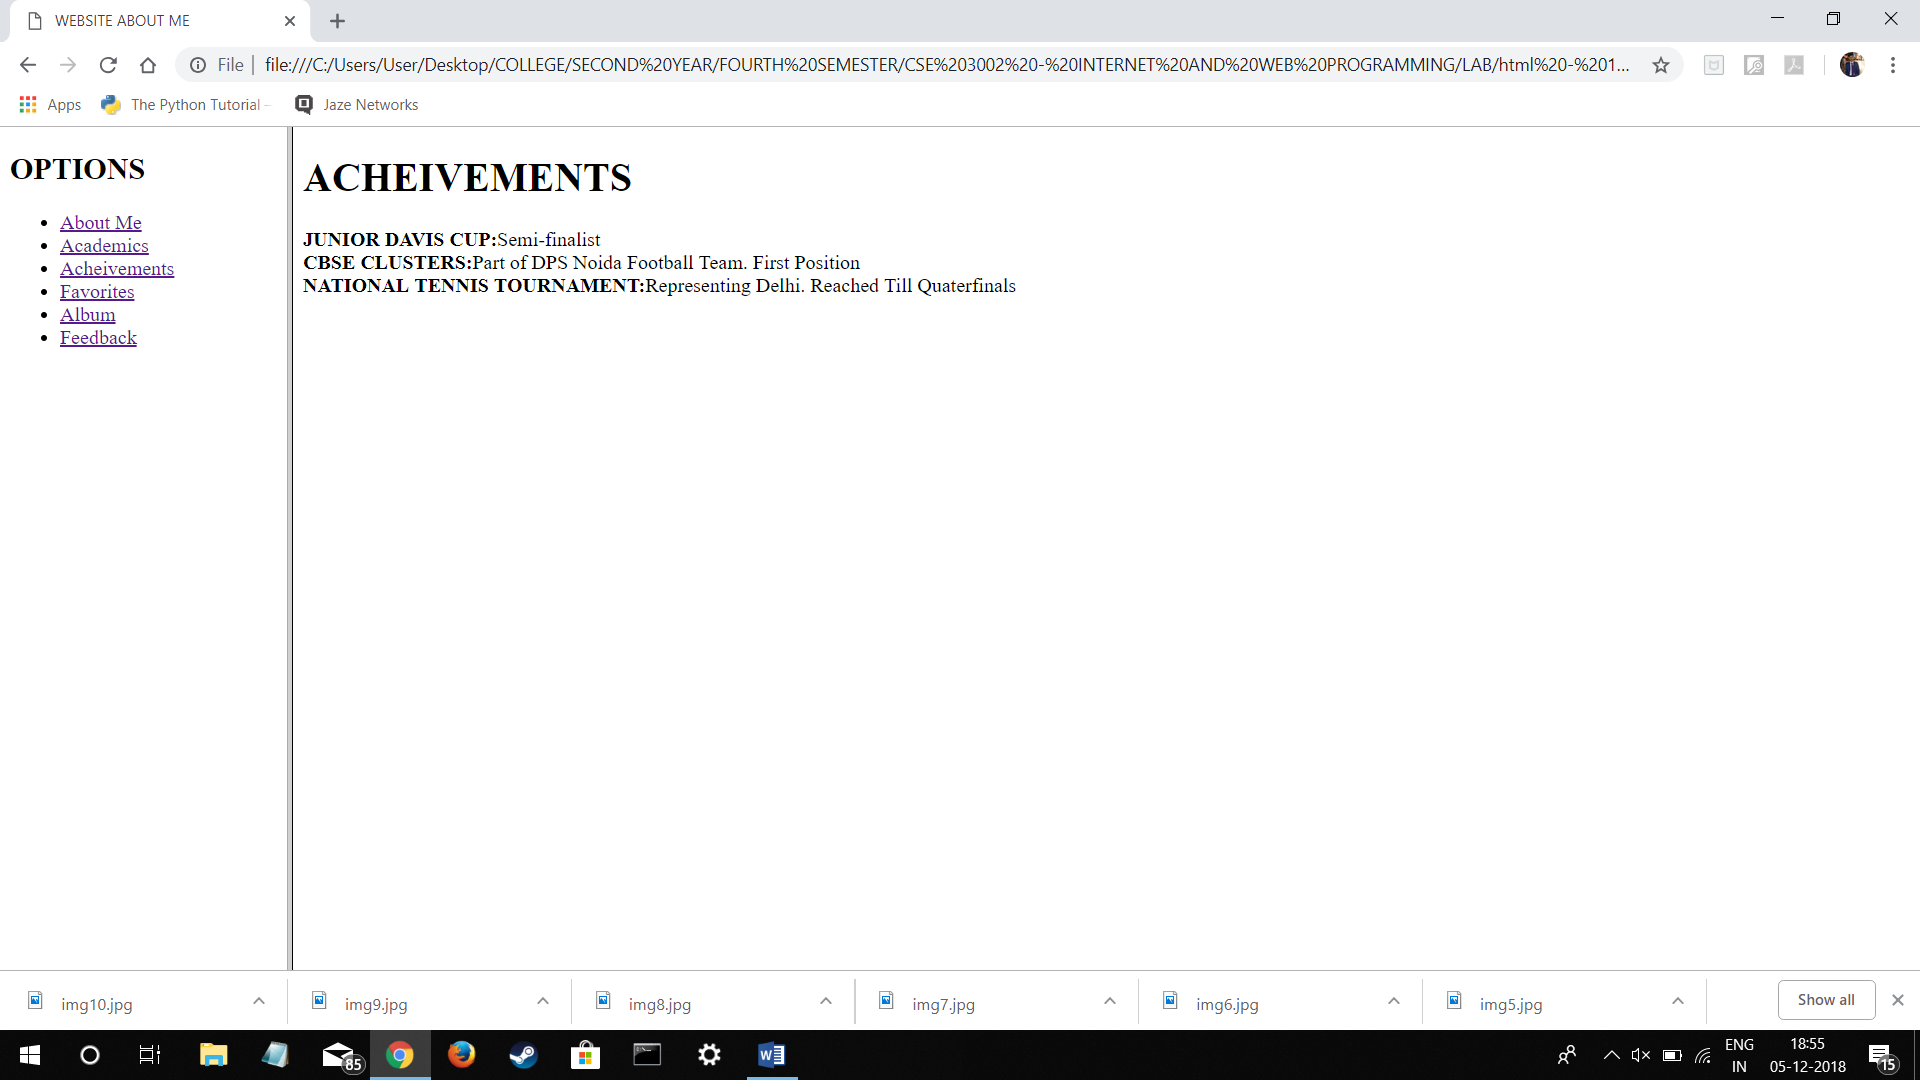 WEBSITE ABOUT ME
File | file:///C:/Users/User/Desktop/COLLEGE/SECOND%20YEAR/FOURTH%20SEMESTER/CSE%203002%20-%20INTERNET%20AND%20WEB%20PROGRAMMING/LAB/html%20-%201...
Apps The Python Tutorial – Jaze Networks
OPTIONS
• About Me
• Academics
• Acheivements
• Favorites
• Album
• Feedback
ACHEIVEMENTS
JUNIOR DAVIS CUP:Semi-finalist
CBSE CLUSTERS:Part of DPS Noida Football Team. First Position
NATIONAL TENNIS TOURNAMENT:Representing Delhi. Reached Till Quaterfinals
img10.jpg img9.jpg img8.jpg img7.jpg img6.jpg img5.jpg Show all
85 ENG 18:55
IN 05-12-2018 15